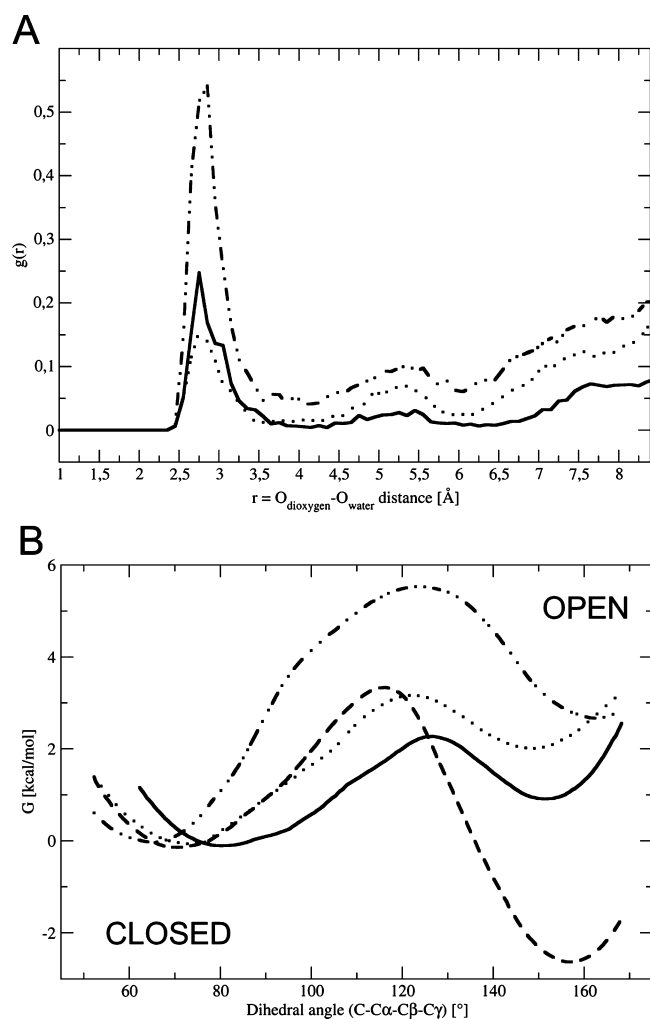 A
0,5
0,4
0,3
0,2
0,1
0
g(r)
1 1,5 2 2,5 3 3,5 4 4,5 5 5,5 6 6,5 7 7,5 8
r = Odioxygen-Owater distance [Å]
B
6
4
2
0
-2
G [kcal/mol]
OPEN
CLOSED
60 80 100 120 140 160
Dihedral angle (C-Cα-Cβ-Cγ) [°]